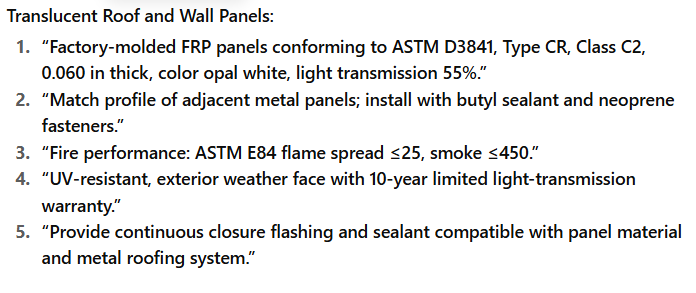 Translucent Roof and Wall Panels:
1. “Factory-molded FRP panels conforming to ASTM D3841, Type CR, Class C2,
0.060 in thick, color opal white, light transmission 55%.”
2. “Match profile of adjacent metal panels; install with butyl sealant and neoprene
fasteners.”
3. “Fire performance: ASTM E84 flame spread ≤25, smoke ≤450.”
4. “UV-resistant, exterior weather face with 10-year limited light-transmission
warranty.”
5. “Provide continuous closure flashing and sealant compatible with panel material
and metal roofing system.”